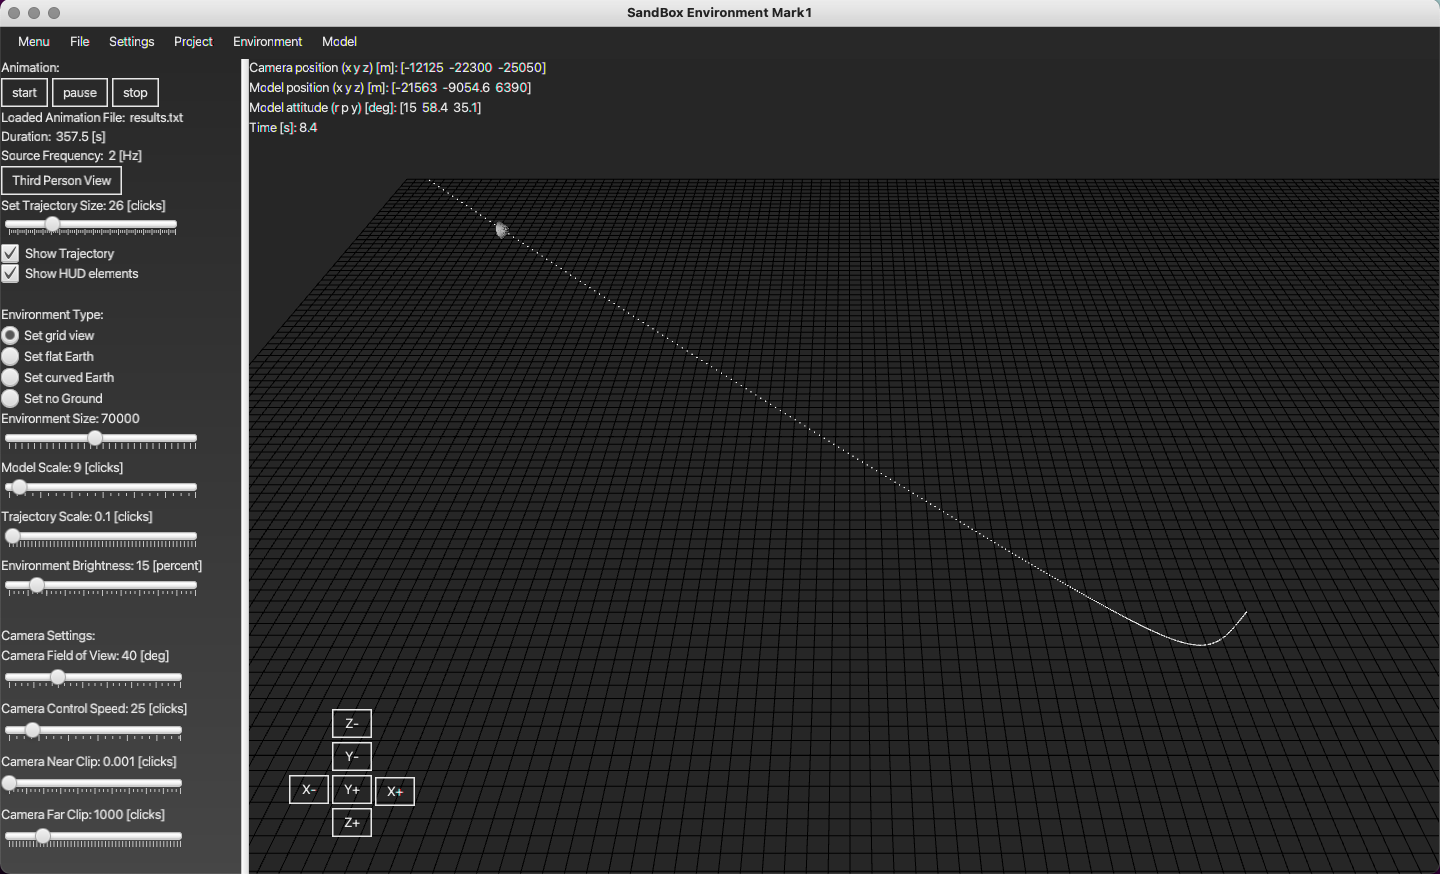 SandBox Environment Mark1
Menu File Settings Project Environment Model
Animation:
start pause stop
Loaded Animation File: results.txt
Duration: 357.5 [s]
Source Frequency: 2 [Hz]
Third Person View
Set Trajectory Size: 26 [clicks]
Show Trajectory
Show HUD elements
Environment Type:
Set grid view
Set flat Earth
Set curved Earth
Set no Ground
Environment Size: 70000
Model Scale: 9 [clicks]
Trajectory Scale: 0.1 [clicks]
Environment Brightness: 15 [percent]
Camera Settings:
Camera Field of View: 40 [deg]
Camera Control Speed: 25 [clicks]
Camera Near Clip: 0.001 [clicks]
Camera Far Clip: 1000 [clicks]
Camera position (x y z) [m]: [-12125 -22300 -25050]
Model position (x y z) [m]: [-21563 -9054.6 6390]
Model attitude (r p y) [deg]: [15 58.4 35.1]
Time [s]: 8.4
Z-
Y-
X- Y+ X+
Z+